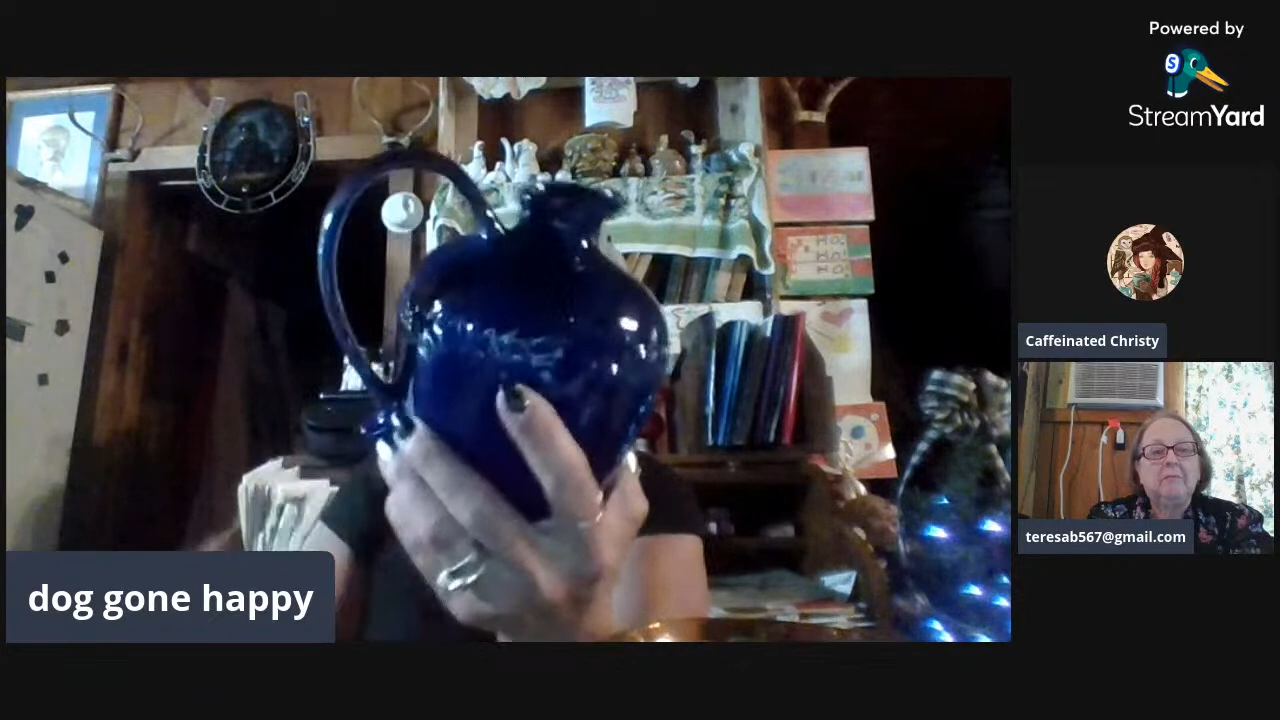 Powered by
S
StreamYard
HO!
HO!
HO!
Caffeinated Christy
teresab567@gmail.com
dog gone happy